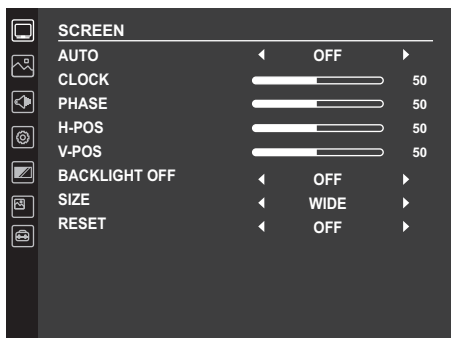 SCREEN
AUTO OFF
CLOCK 50
PHASE 50
H-POS 50
V-POS 50
BACKLIGHT OFF OFF
SIZE WIDE
RESET OFF